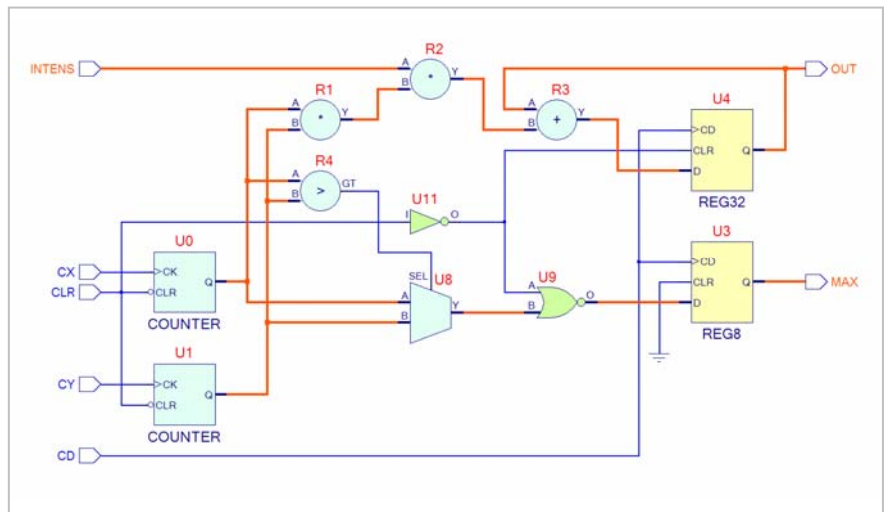 R2
INTENS
A
B
*
Y
OUT
R1
A
B
*
Y
R3
A
B
+
Y
U4
>CD
CLR
D
Q
REG32
R4
A
B
>
GT
U11
I
O
U3
>CD
CLR
D
Q
MAX
REG8
U0
CX
>CK
CLR
CLR
Q
COUNTER
SEL
U8
A
B
Y
U9
A
B
O
U1
CY
>CK
CLR
Q
COUNTER
CD